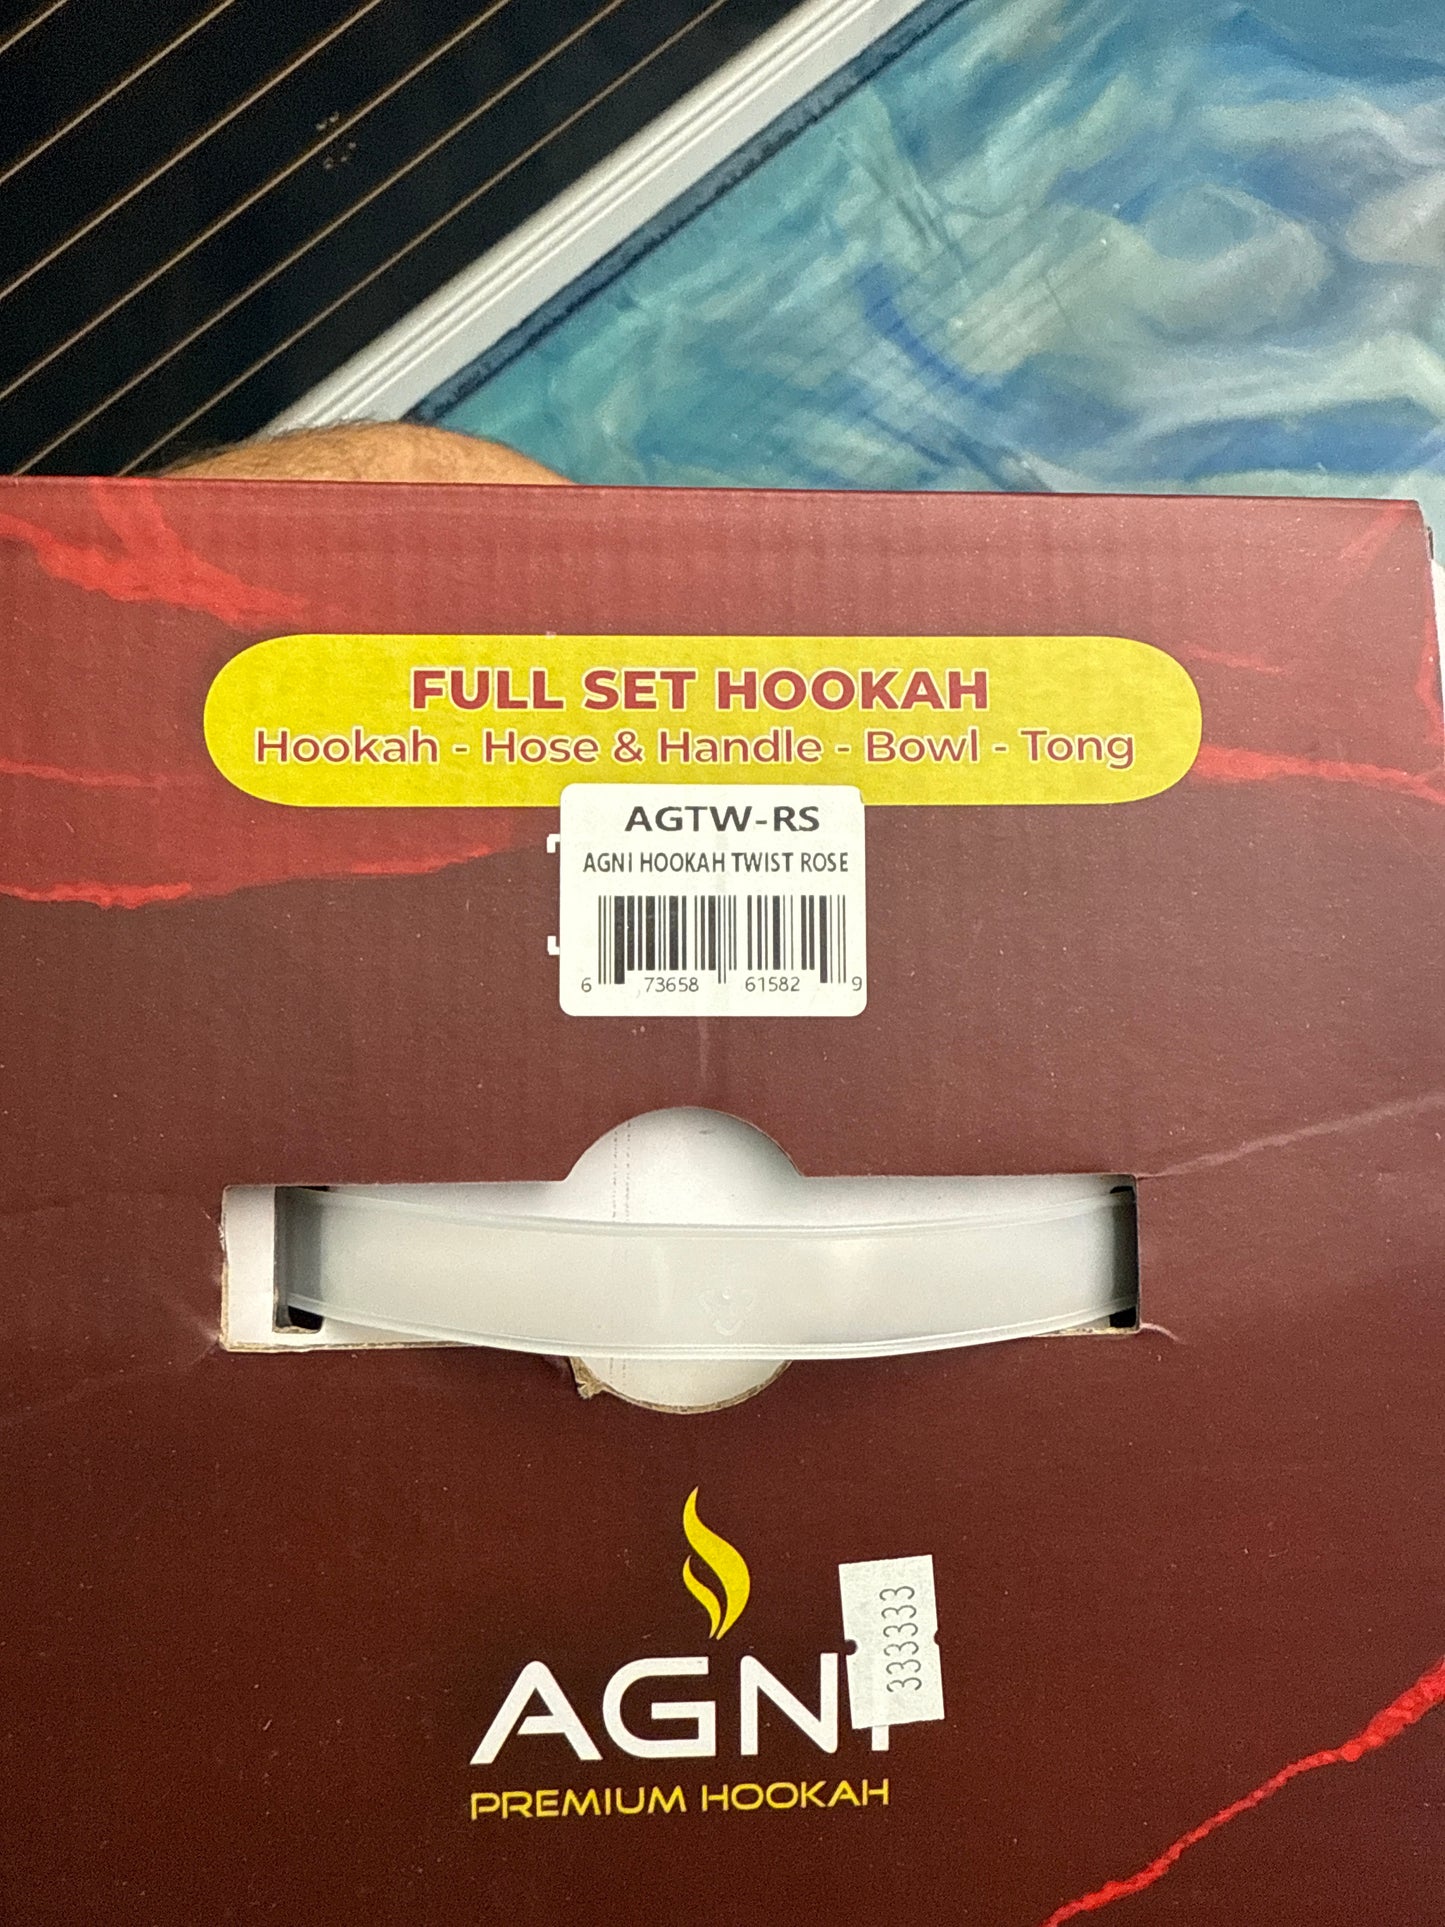 FULL SET HOOKAH
Hookah - Hose & Handle - Bowl - Tong
AGTW-RS
AGNI HOOKAH TWIST ROSE
6 73658 61582 9
AGNI
333333
PREMIUM HOOKAH